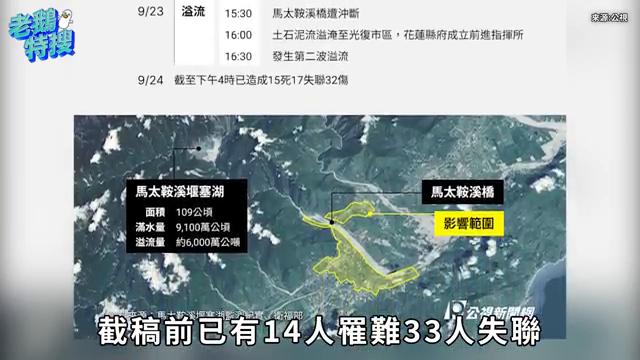 老鵝特搜
來源:公視
9/23 溢流 15:30 馬太鞍溪橋遭沖斷
16:00 土石泥流溢淹至光復市區，花蓮縣府成立前進指揮所
16:30 發生第二波溢流
9/24 截至下午4時已造成15死17失聯32傷
馬太鞍溪堰塞湖
面積 109公頃
滿水量 9,100萬公頃
溢流量 約6,000萬公噸
馬太鞍溪橋
影響範圍
公視新聞網
截稿前已有14人罹難33人失聯